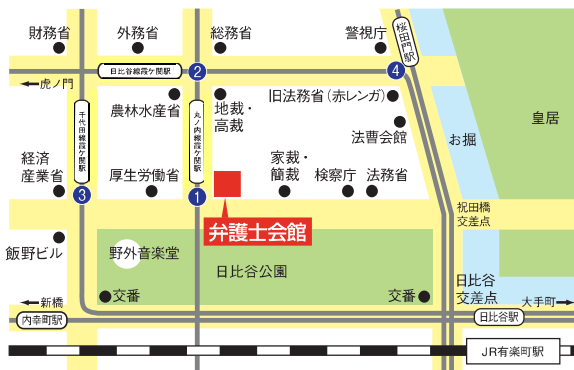 財務省
外務省
総務省
警視庁
桜田門駅
日比谷線霞ケ関駅
2
4
虎ノ門
農林水産省
地裁・
高裁
旧法務省(赤レンガ)
法曹会館
お掘
皇居
千代田線霞ケ関駅
丸ノ内線霞ケ関駅
経済
産業省
厚生労働省
家裁・
簡裁
検察庁
法務省
3
1
祝田橋
交差点
弁護士会館
飯野ビル
野外音楽堂
日比谷公園
日比谷
交差点
交番
交番
新橋
大手町
内幸町駅
日比谷駅
JR有楽町駅